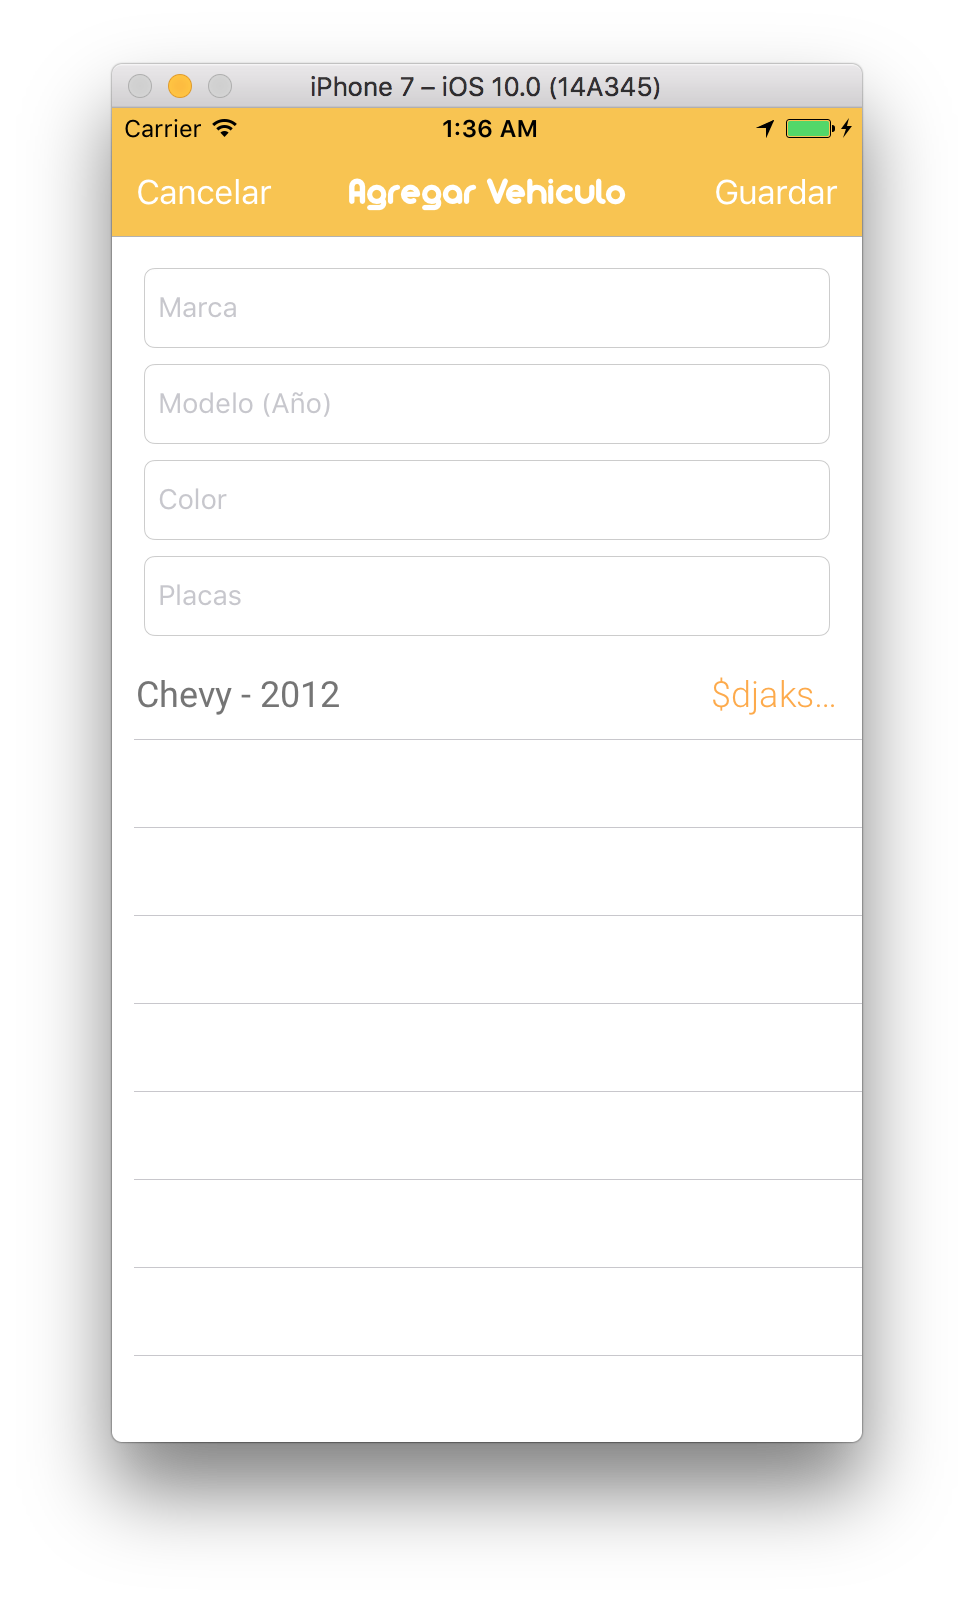 iPhone 7 – iOS 10.0 (14A345)
Carrier 1:36 AM
Cancelar Agregar Vehiculo Guardar
Marca
Modelo (Año)
Color
Placas
Chevy - 2012 $djaks...